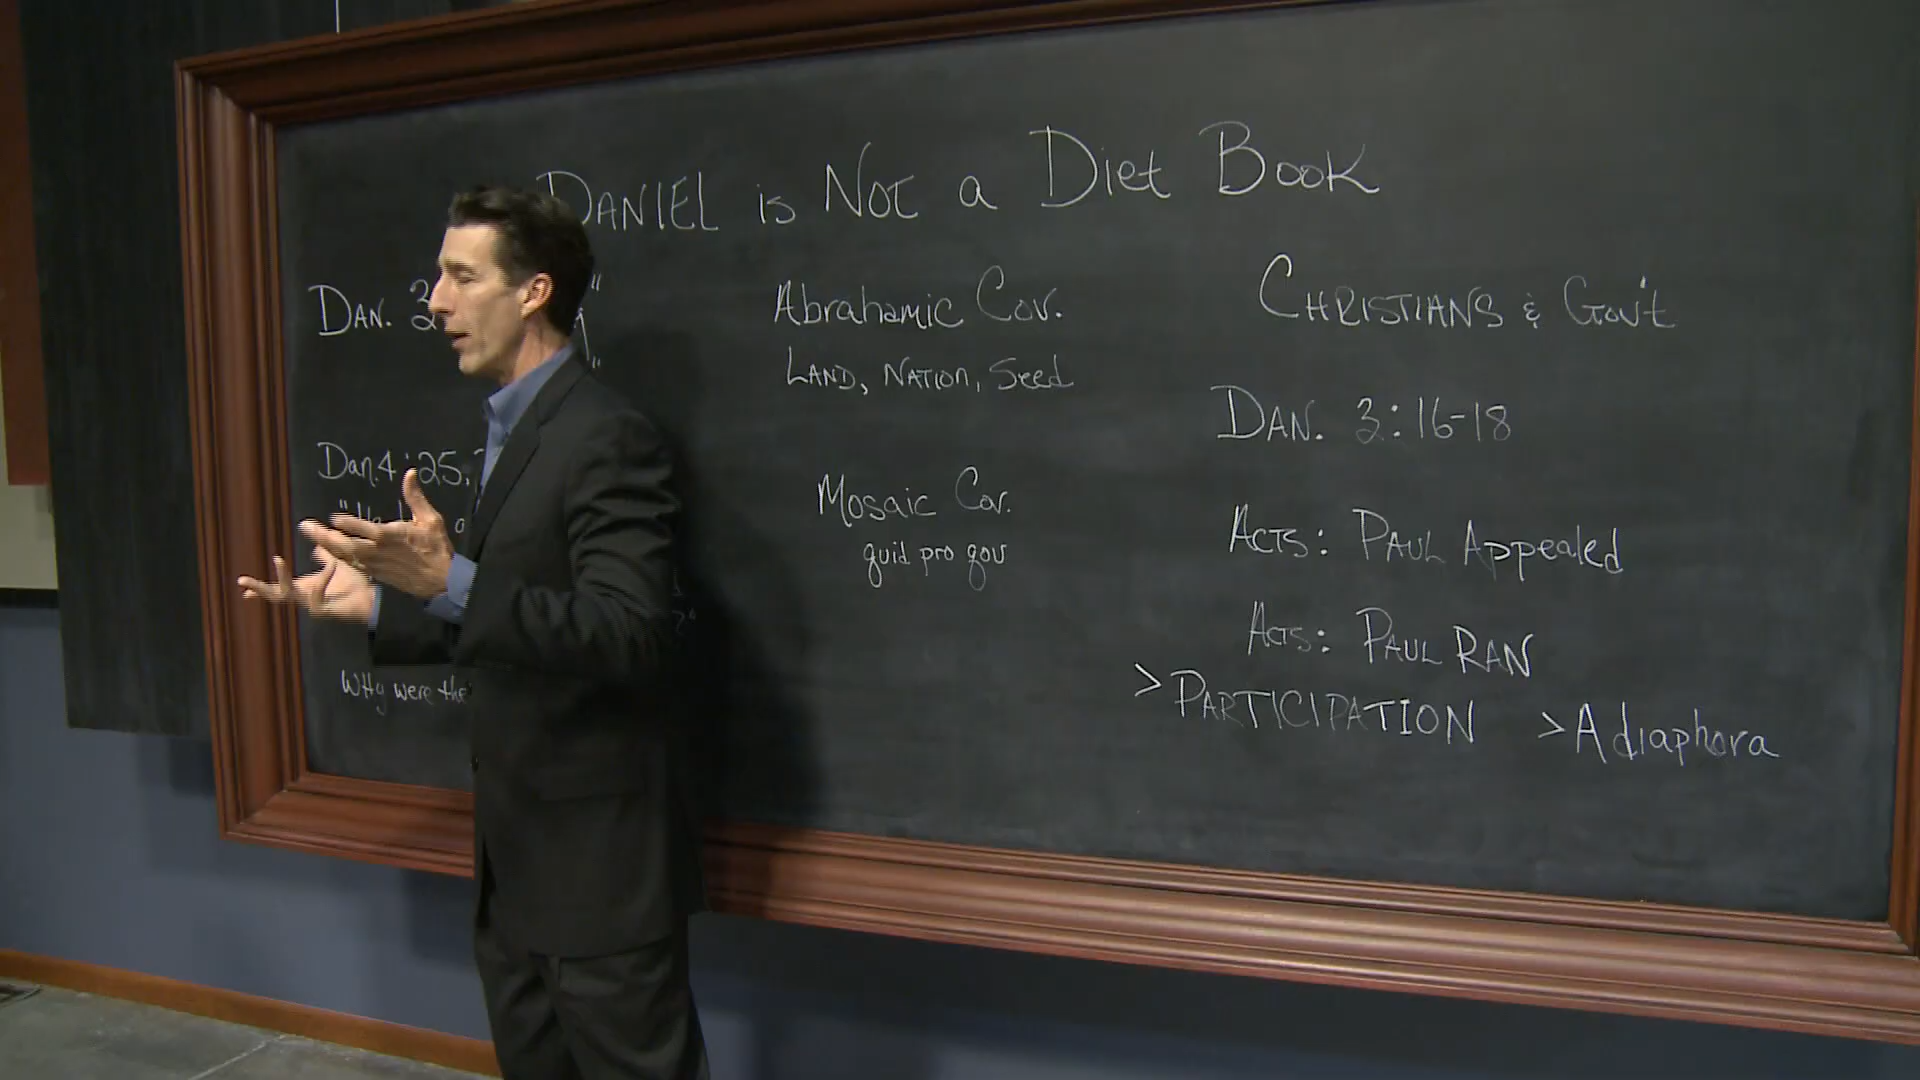 DANIEL is NOT a Diet Book
DAN. 3
Dan. 4:25,
WHy were the
Abrahamic Cov.
LAND, NATION, Seed
Mosaic Cov.
quid pro qou
CHRISTIANS & Gov't
DAN. 3:16-18
ACTS: PAUL Appealed
ACTS: PAUL RAN
>PARTICIPATION >Adiaphora